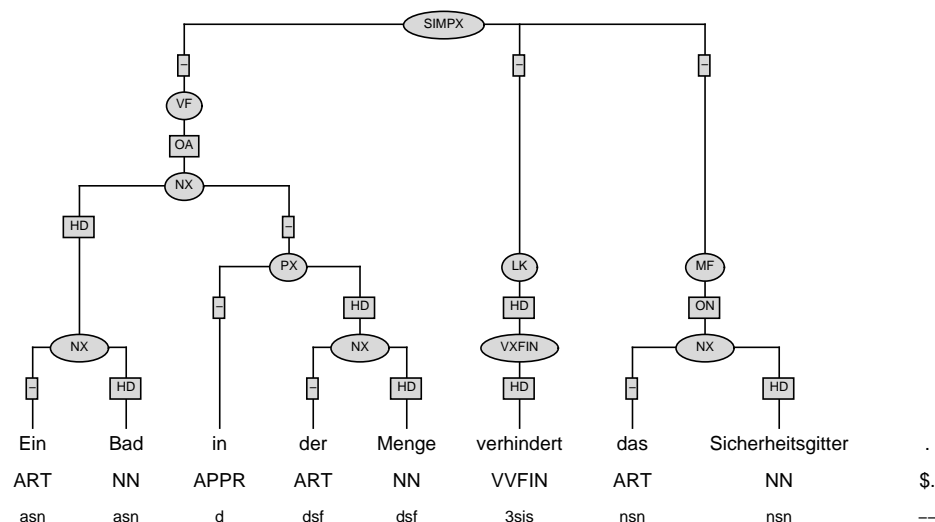 SIMPX
– – –
VF
OA
NX
HD –
PX LK MF
– HD HD ON
NX NX VXFIN NX
– HD – HD HD – HD
Ein Bad in der Menge verhindert das Sicherheitsgitter .
ART NN APPR ART NN VVFIN ART NN $.
asn asn d dsf dsf 3sis nsn nsn ––